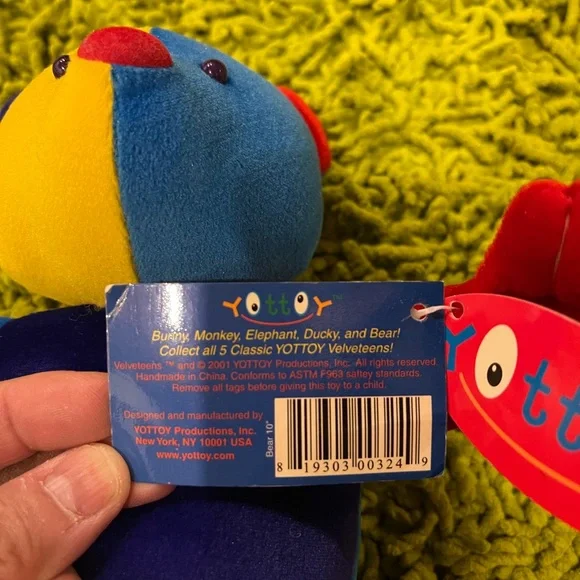 YOTTOY™
Bunny, Monkey, Elephant, Ducky, and Bear!
Collect all 5 Classic YOTTOY Velveteens!
Velveteens™ and © 2001 YOTTOY Productions, Inc. All rights reserved.
Handmade in China. Conforms to ASTM F963 saftey standards.
Remove all tags before giving this toy to a child.
Designed and manufactured by
YOTTOY Productions, Inc.
New York, NY 10001 USA
www.yottoy.com
Bear 10"
8 19303 00324 9
Yott